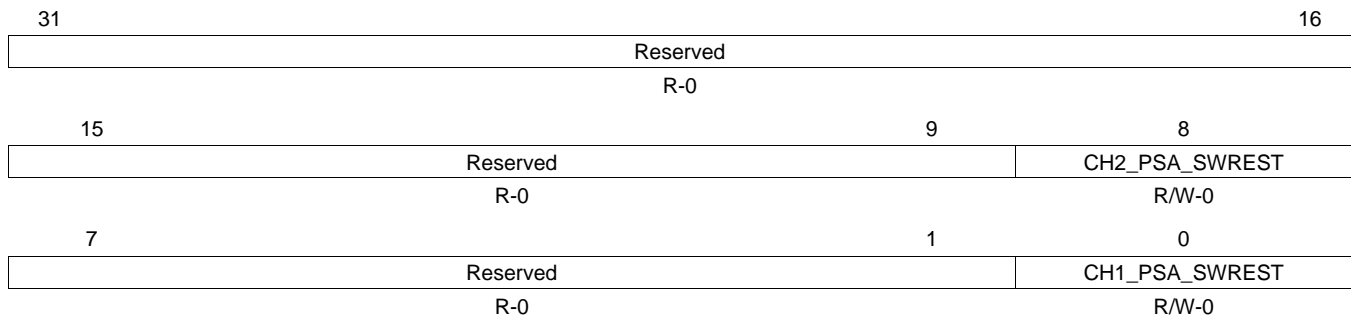 31 16
Reserved
R-0
15 9 8
Reserved CH2_PSA_SWREST
R-0 R/W-0
7 1 0
Reserved CH1_PSA_SWREST
R-0 R/W-0